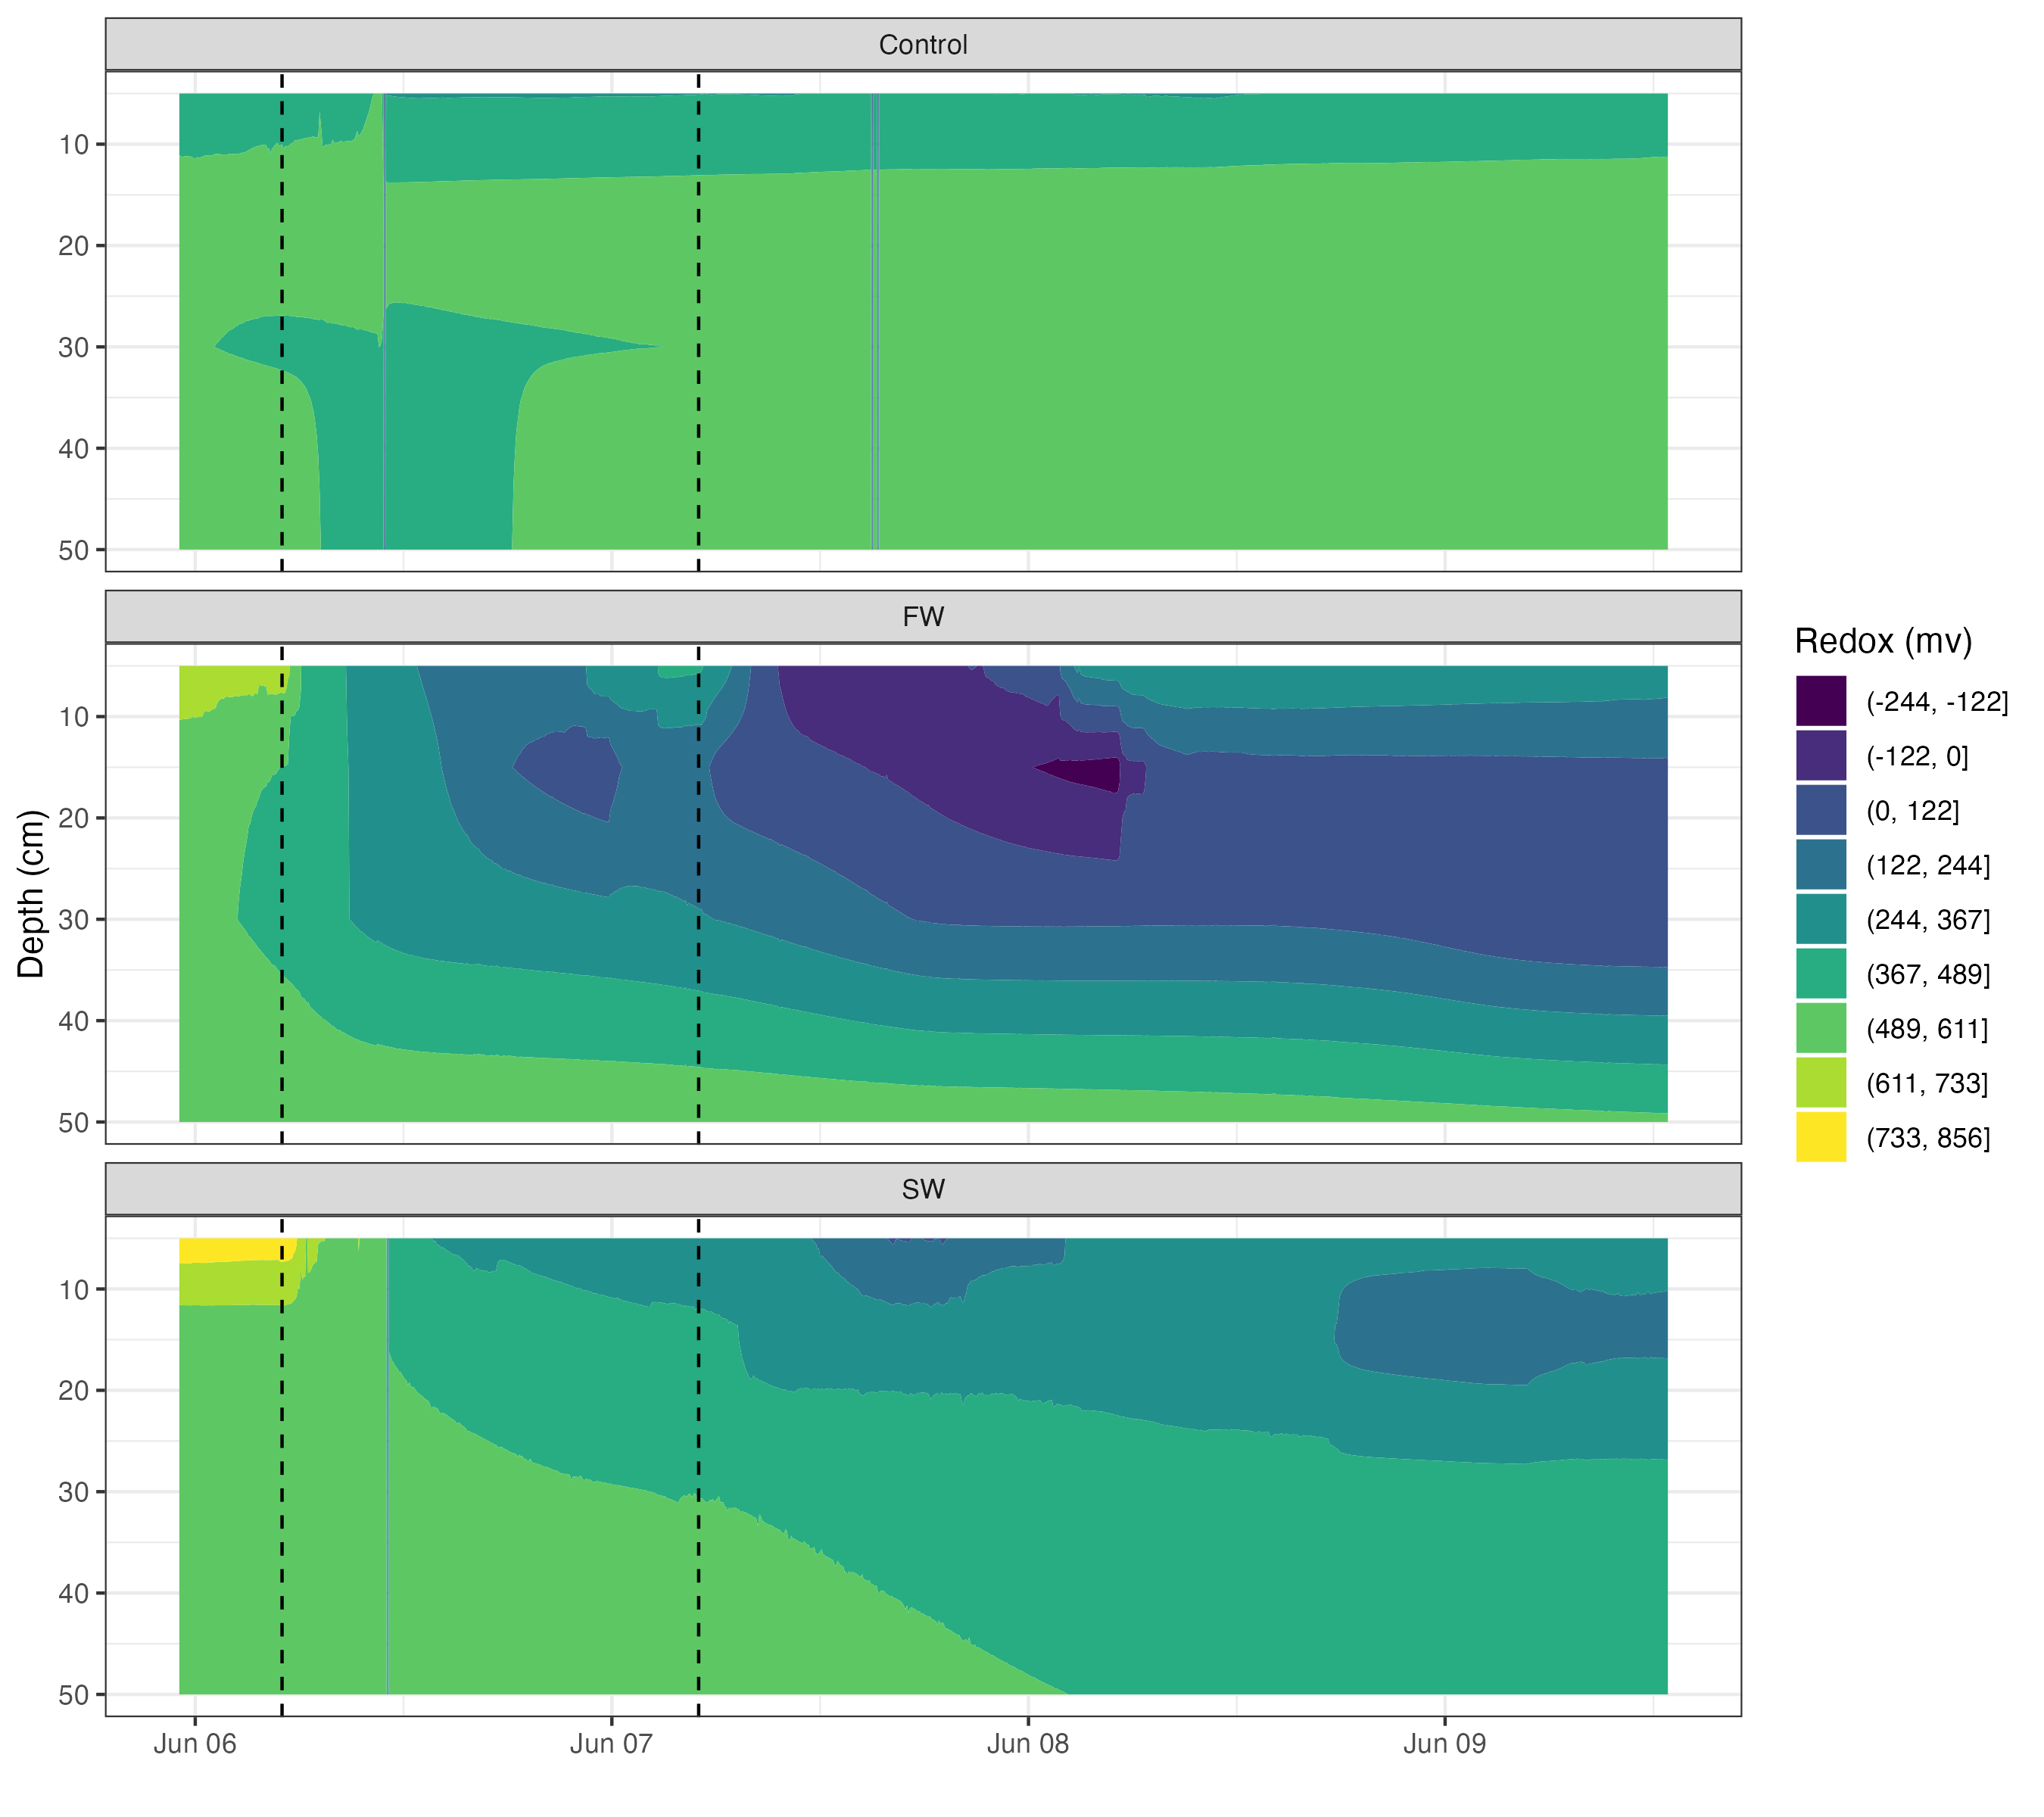 Control
10
20
30
40
50
FW
10
20
30
40
50
SW
10
20
30
40
50
Depth (cm)
Jun 06
Jun 07
Jun 08
Jun 09
Redox (mv)
(-244, -122]
(-122, 0]
(0, 122]
(122, 244]
(244, 367]
(367, 489]
(489, 611]
(611, 733]
(733, 856]